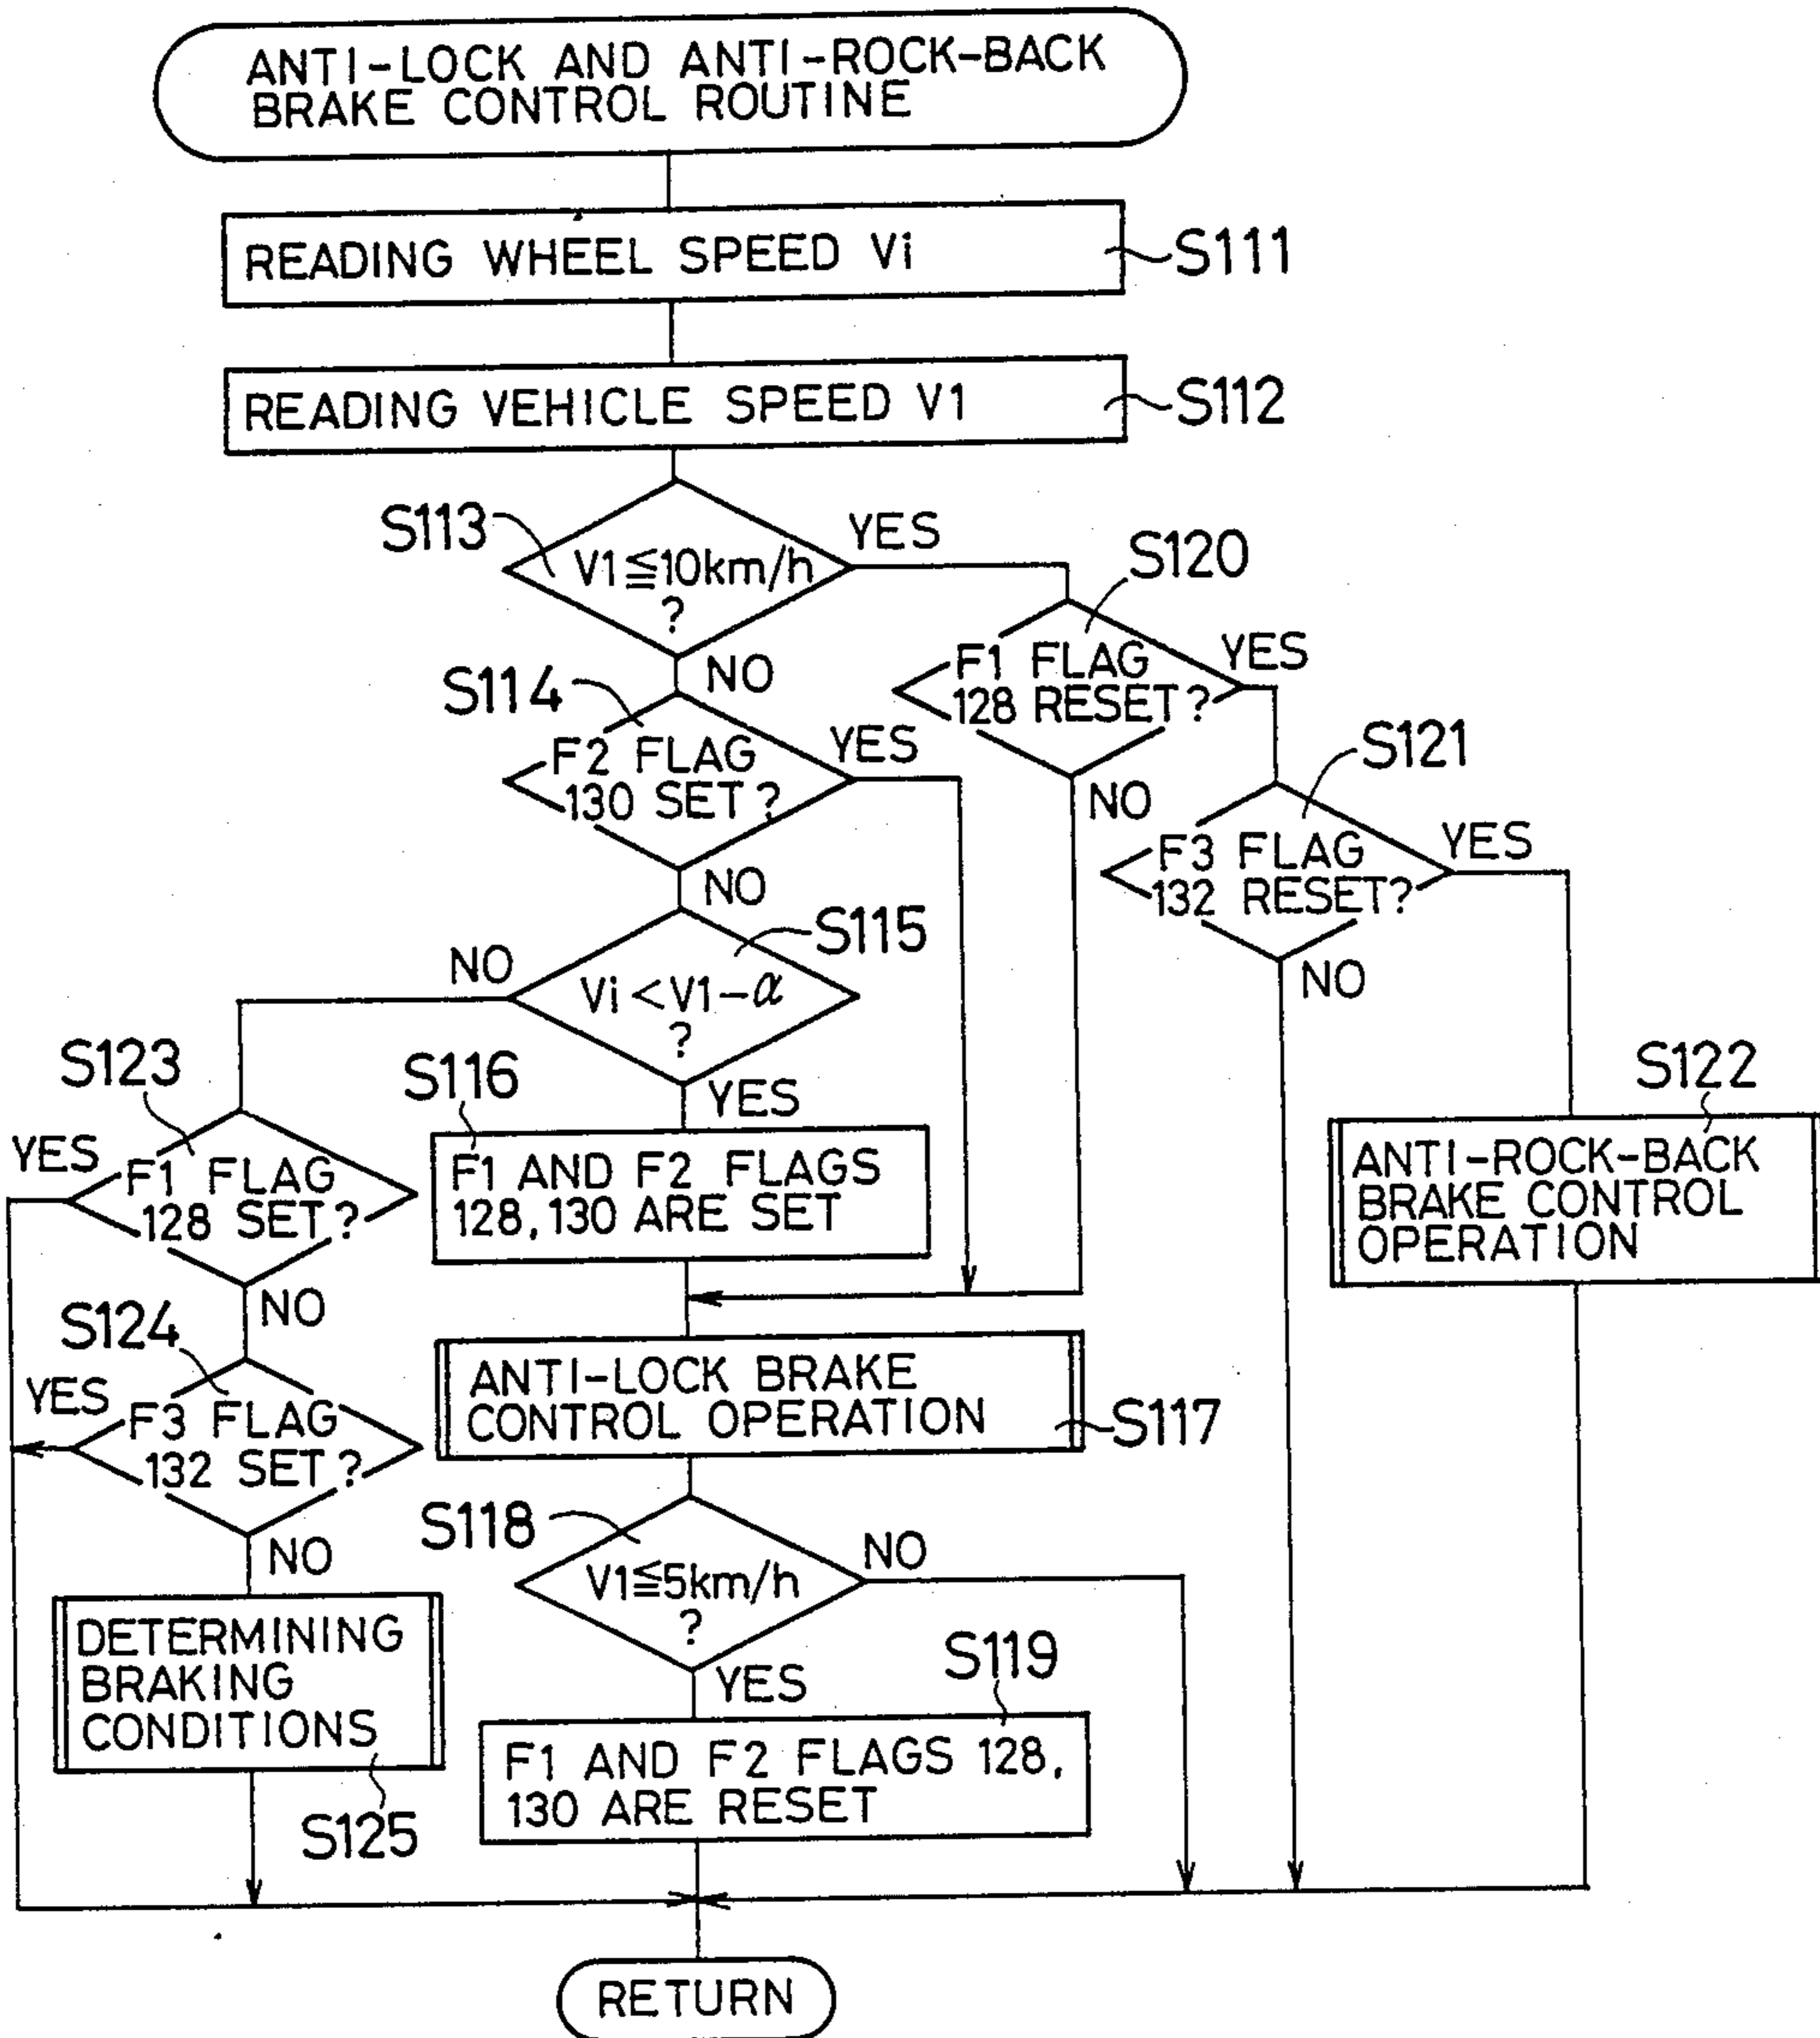 ANTI-LOCK AND ANTI-ROCK-BACK
BRAKE CONTROL ROUTINE
READING WHEEL SPEED Vi
S111
READING VEHICLE SPEED V1
S112
S113
V1≦10km/h
?
YES
NO
S120
F1 FLAG
128 RESET?
YES
NO
S114
F2 FLAG
130 SET?
YES
NO
S121
F3 FLAG
132 RESET?
YES
NO
S115
Vi<V1-α
?
NO
YES
S122
ANTI-ROCK-BACK
BRAKE CONTROL
OPERATION
S123
F1 FLAG
128 SET?
YES
NO
S116
F1 AND F2 FLAGS
128, 130 ARE SET
S124
F3 FLAG
132 SET?
YES
NO
ANTI-LOCK BRAKE
CONTROL OPERATION
S117
S118
V1≦5km/h
?
NO
YES
DETERMINING
BRAKING
CONDITIONS
S125
S119
F1 AND F2 FLAGS 128,
130 ARE RESET
RETURN